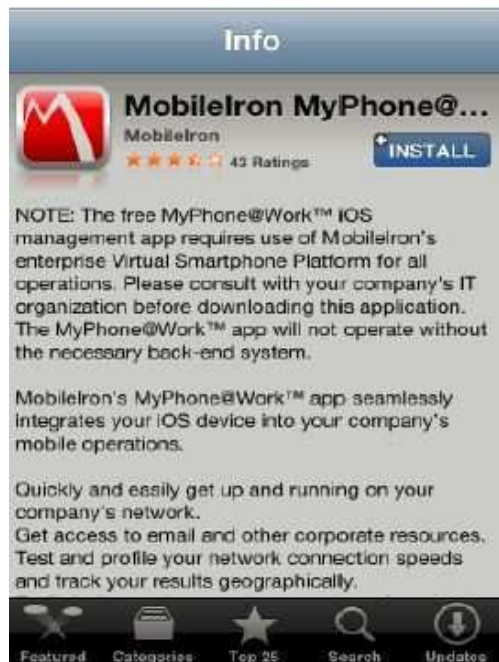 Info
MobileIron MyPhone@...
MobileIron
43 Ratings
INSTALL
NOTE: The free MyPhone@Work™ iOS
management app requires use of MobileIron's
enterprise Virtual Smartphone Platform for all
operations. Please consult with your company's IT
organization before downloading this application.
The MyPhone@Work™ app will not operate without
the necessary back-end system.
MobileIron's MyPhone@Work™ app seamlessly
integrates your iOS device into your company's
mobile operations.
Quickly and easily get up and running on your
company's network.
Get access to email and other corporate resources.
Test and profile your network connection speeds
and track your results geographically.
Featured Categories Top 25 Search Updates